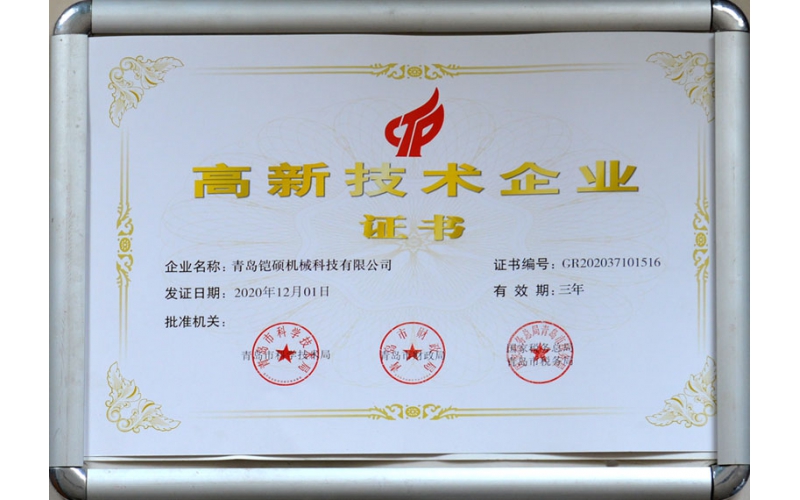 高新技术企业
证书
企业名称：青岛铠硕机械科技有限公司
证书编号：GR202037101516
发证日期：2020年12月01日
有效期：三年
批准机关：
青岛市科学技术局
青岛市财政局
国家税务总局
青岛市税务局